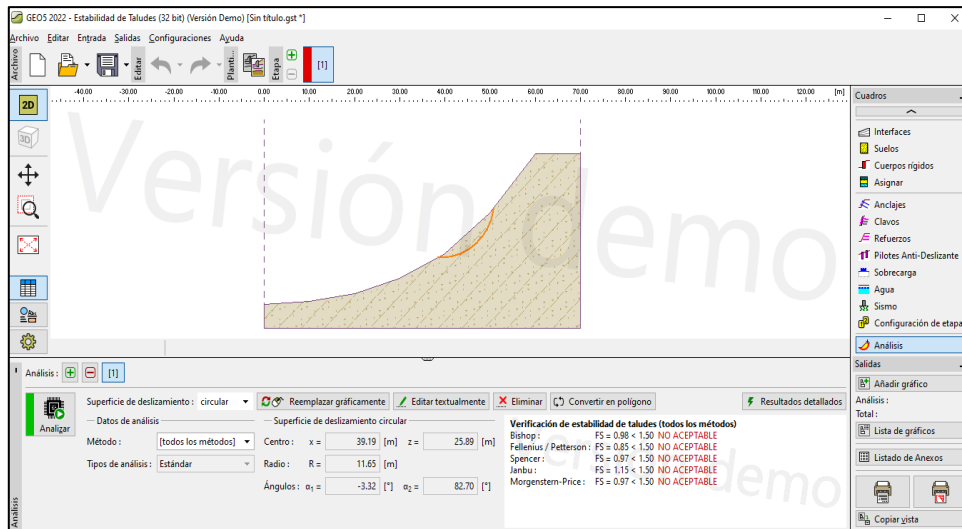 GEO5 2022 - Estabilidad de Taludes (32 bit) (Versión Demo) [Sin título.gst *]
Archivo Editar Entrada Salidas Configuraciones Ayuda
Archivo
Editar
Planti...
Etapa
[1]
2D
3D
-40.00 -20.00 0.00 10.00 20.00 30.00 40.00 50.00 60.00 70.00 80.00 90.00 100.00 110.00 120.00 [m]
Versión demo
Cuadros
Interfaces
Suelos
Cuerpos rígidos
Asignar
Anclajes
Clavos
Refuerzos
Pilotes Anti-Deslizante
Sobrecarga
Agua
Sismo
Configuración de etapa
Análisis
Salidas
Añadir gráfico
Análisis :
Total :
Lista de gráficos
Listado de Anexos
Copiar vista
Análisis
Análisis : [1]
Analizar
Superficie de deslizamiento : circular
Reemplazar gráficamente
Editar textualmente
Eliminar
Convertir en polígono
Resultados detallados
Datos de análisis
Método : [todos los métodos]
Tipos de análisis : Estándar
Superficie de deslizamiento circular
Centro : x = 39.19 [m] z = 25.89 [m]
Radio : R = 11.65 [m]
Ángulos : α1 = -3.32 [°] α2 = 82.70 [°]
Verificación de estabilidad de taludes (todos los métodos)
Bishop : FS = 0.98 < 1.50 NO ACEPTABLE
Fellenius / Petterson : FS = 0.85 < 1.50 NO ACEPTABLE
Spencer : FS = 0.97 < 1.50 NO ACEPTABLE
Janbu : FS = 1.15 < 1.50 NO ACEPTABLE
Morgenstern-Price : FS = 0.97 < 1.50 NO ACEPTABLE
Versión demo